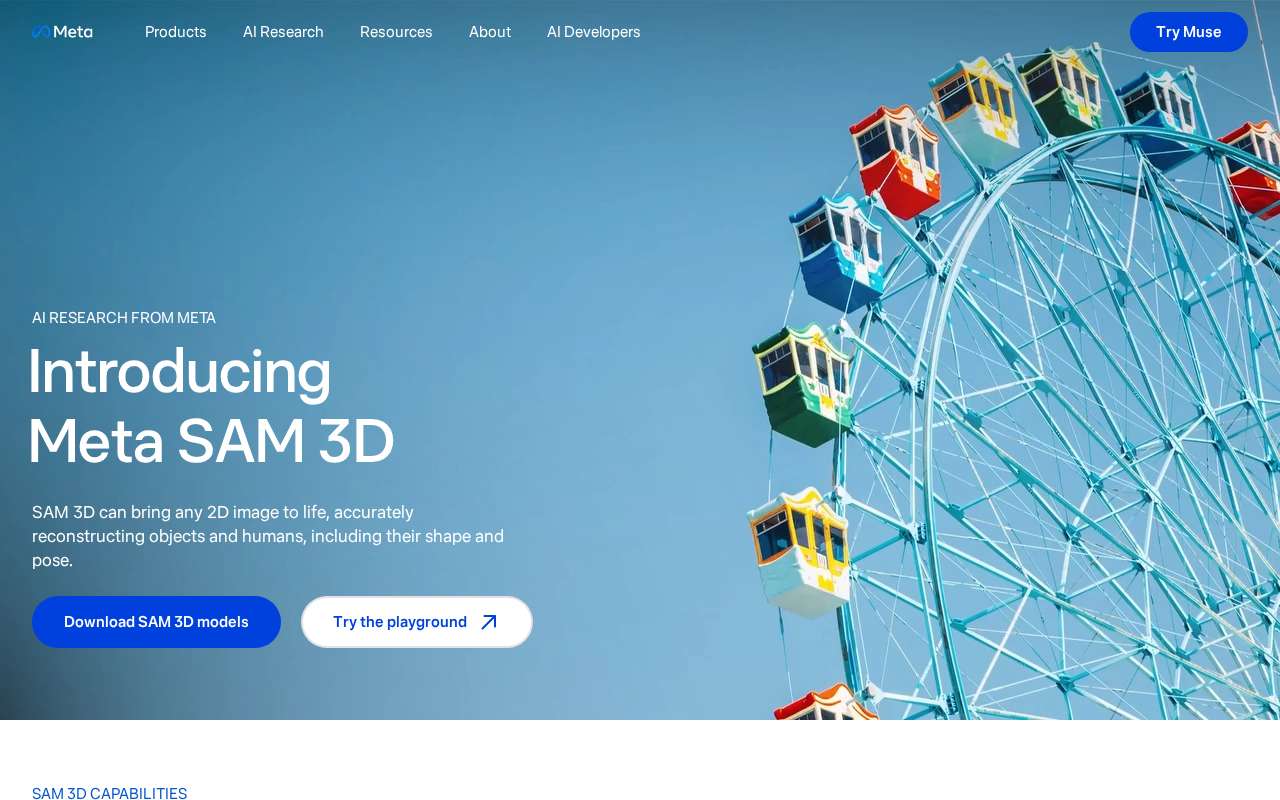 Meta
Products
AI Research
Resources
About
AI Developers
Try Muse
AI RESEARCH FROM META
Introducing
Meta SAM 3D
SAM 3D can bring any 2D image to life, accurately
reconstructing objects and humans, including their shape and
pose.
Download SAM 3D models
Try the playground
SAM 3D CAPABILITIES